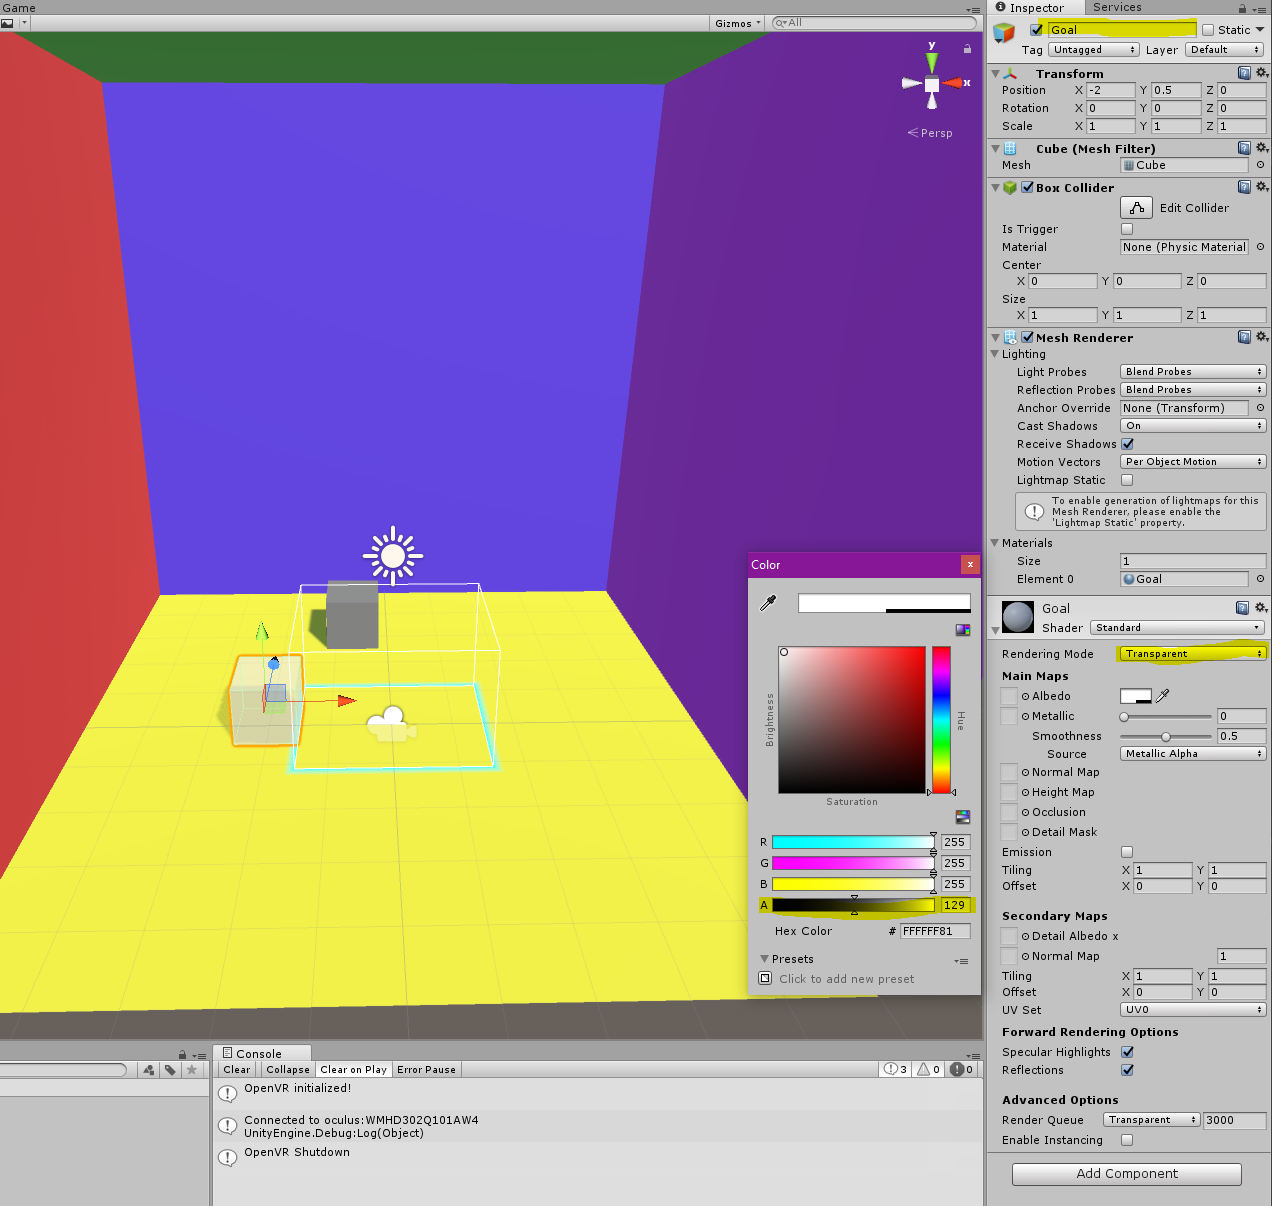 Game
Gizmos
All
y
x
Persp
Color
Brightness
Hue
Saturation
R 255
G 255
B 255
A 129
Hex Color # FFFFFF81
Presets
Click to add new preset
Console
Clear Collapse Clear on Play Error Pause 3 0 0
OpenVR initialized!
Connected to oculus:WMHD302Q101AW4
UnityEngine.Debug:Log(Object)
OpenVR Shutdown
Inspector Services
Goal Static
Tag Untagged Layer Default
Transform
Position X -2 Y 0.5 Z 0
Rotation X 0 Y 0 Z 0
Scale X 1 Y 1 Z 1
Cube (Mesh Filter)
Mesh Cube
Box Collider
Edit Collider
Is Trigger
Material None (Physic Material
Center
X 0 Y 0 Z 0
Size
X 1 Y 1 Z 1
Mesh Renderer
Lighting
Light Probes Blend Probes
Reflection Probes Blend Probes
Anchor Override None (Transform)
Cast Shadows On
Receive Shadows
Motion Vectors Per Object Motion
Lightmap Static
To enable generation of lightmaps for this
Mesh Renderer, please enable the
'Lightmap Static' property.
Materials
Size 1
Element 0 Goal
Goal
Shader Standard
Rendering Mode Transparent
Main Maps
Albedo
Metallic 0
Smoothness 0.5
Source Metallic Alpha
Normal Map
Height Map
Occlusion
Detail Mask
Emission
Tiling X 1 Y 1
Offset X 0 Y 0
Secondary Maps
Detail Albedo x
Normal Map 1
Tiling X 1 Y 1
Offset X 0 Y 0
UV Set UV0
Forward Rendering Options
Specular Highlights
Reflections
Advanced Options
Render Queue Transparent 3000
Enable Instancing
Add Component